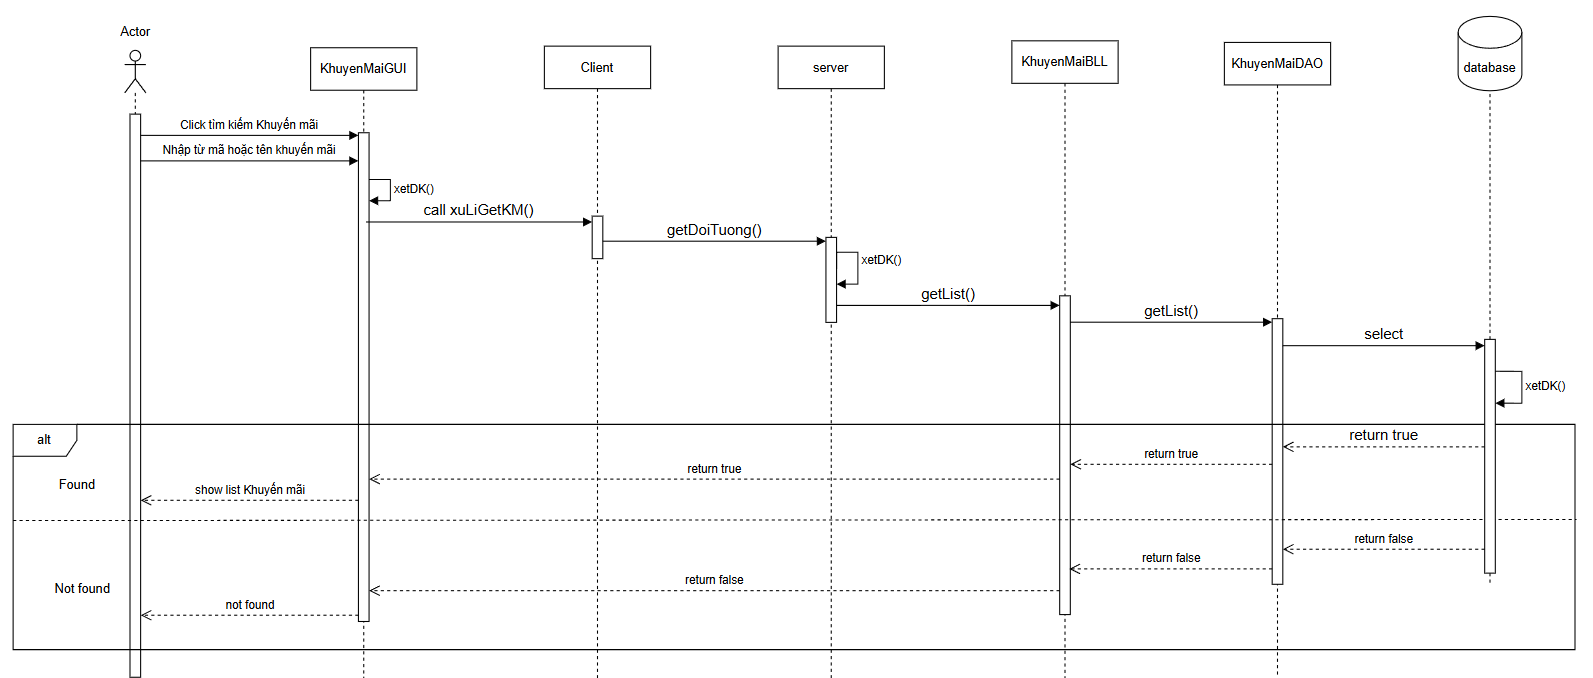 Actor
KhuyenMaiGUI
Client
server
KhuyenMaiBLL
KhuyenMaiDAO
database
Click tìm kiếm Khuyến mãi
Nhập từ mã hoặc tên khuyến mãi
xetDK()
call xuLiGetKM()
getDoiTuong()
xetDK()
getList()
getList()
select
xetDK()
alt
return true
return true
return true
Found
show list Khuyến mãi
return false
return false
return false
Not found
not found